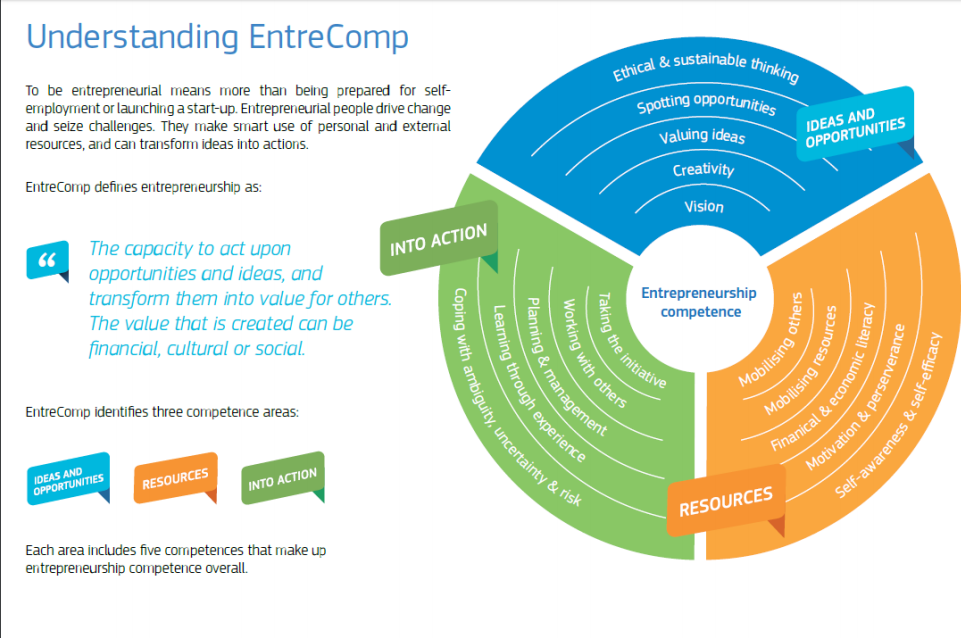 Understanding EntreComp
To be entrepreneurial means more than being prepared for self-
employment or launching a start-up. Entrepreneurial people drive change
and seize challenges. They make smart use of personal and external
resources, and can transform ideas into actions.
EntreComp defines entrepreneurship as:
“
The capacity to act upon
opportunities and ideas, and
transform them into value for others.
The value that is created can be
financial, cultural or social.
EntreComp identifies three competence areas:
IDEAS AND
OPPORTUNITIES
RESOURCES
INTO ACTION
Each area includes five competences that make up
entrepreneurship competence overall.
Ethical & sustainable thinking
Spotting opportunities
Valuing ideas
Creativity
Vision
IDEAS AND
OPPORTUNITIES
Entrepreneurship
competence
Mobilising others
Mobilising resources
Finanical & economic literacy
Motivation & perserverance
Self-awareness & self-efficacy
RESOURCES
INTO ACTION
Taking the initiative
Working with others
Planning & management
Learning through experience
Coping with ambiguity, uncertainty & risk